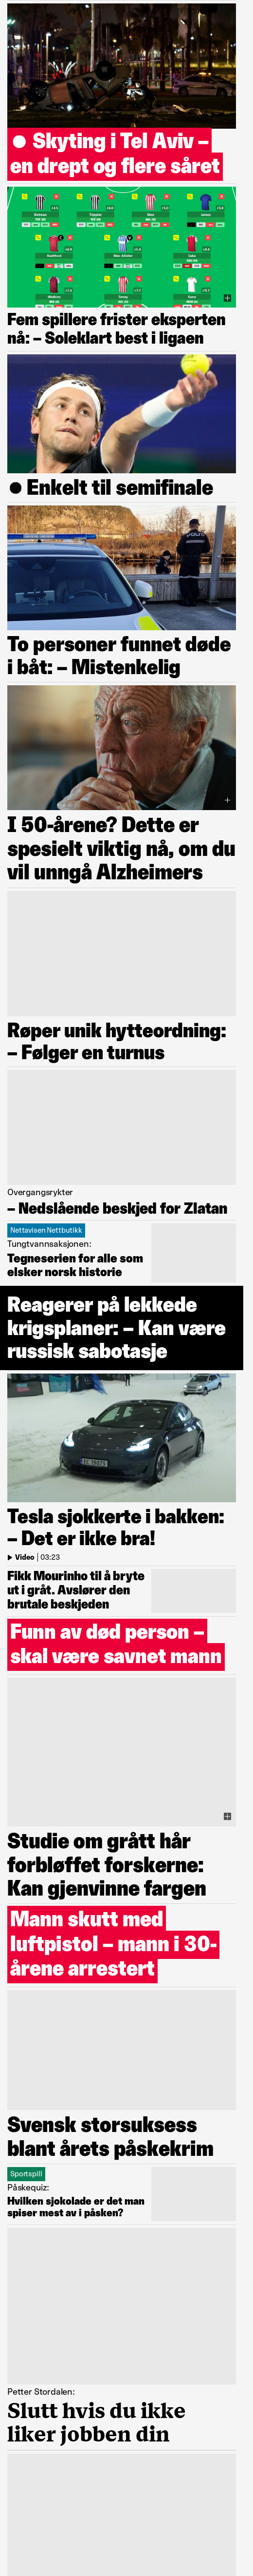 Skyting i Tel Aviv –
en drept og flere såret
Fem spillere frister eksperten
nå: – Soleklart best i ligaen
Enkelt til semifinale
To personer funnet døde
i båt: – Mistenkelig
I 50-årene? Dette er
spesielt viktig nå, om du
vil unngå Alzheimers
Røper unik hytteordning:
– Følger en turnus
Overgangsrykter
– Nedslående beskjed for Zlatan
Nettavisen Nettbutikk
Tungtvannsaksjonen:
Tegneserien for alle som
elsker norsk historie
Reagerer på lekkede
krigsplaner: – Kan være
russisk sabotasje
Tesla sjokkerte i bakken:
– Det er ikke bra!
Video | 03:23
Fikk Mourinho til å bryte
ut i gråt. Avslører den
brutale beskjeden
Funn av død person –
skal være savnet mann
Studie om grått hår
forbløffet forskerne:
Kan gjenvinne fargen
Mann skutt med
luftpistol – mann i 30-
årene arrestert
Svensk storsuksess
blant årets påskekrim
Sportspill
Påskequiz:
Hvilken sjokolade er det man
spiser mest av i påsken?
Petter Stordalen:
Slutt hvis du ikke
liker jobben din